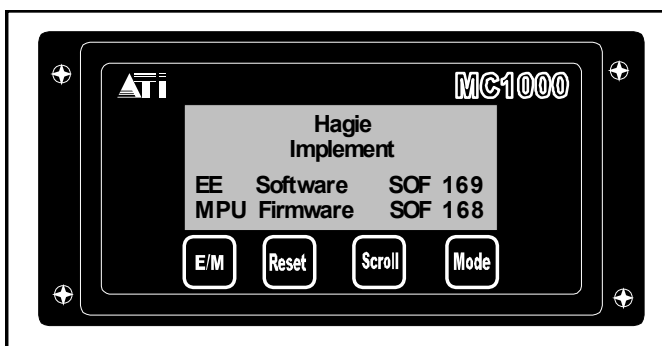 ATi MC1000
Hagie
Implement
EE Software SOF 169
MPU Firmware SOF 168
E/M Reset Scroll Mode